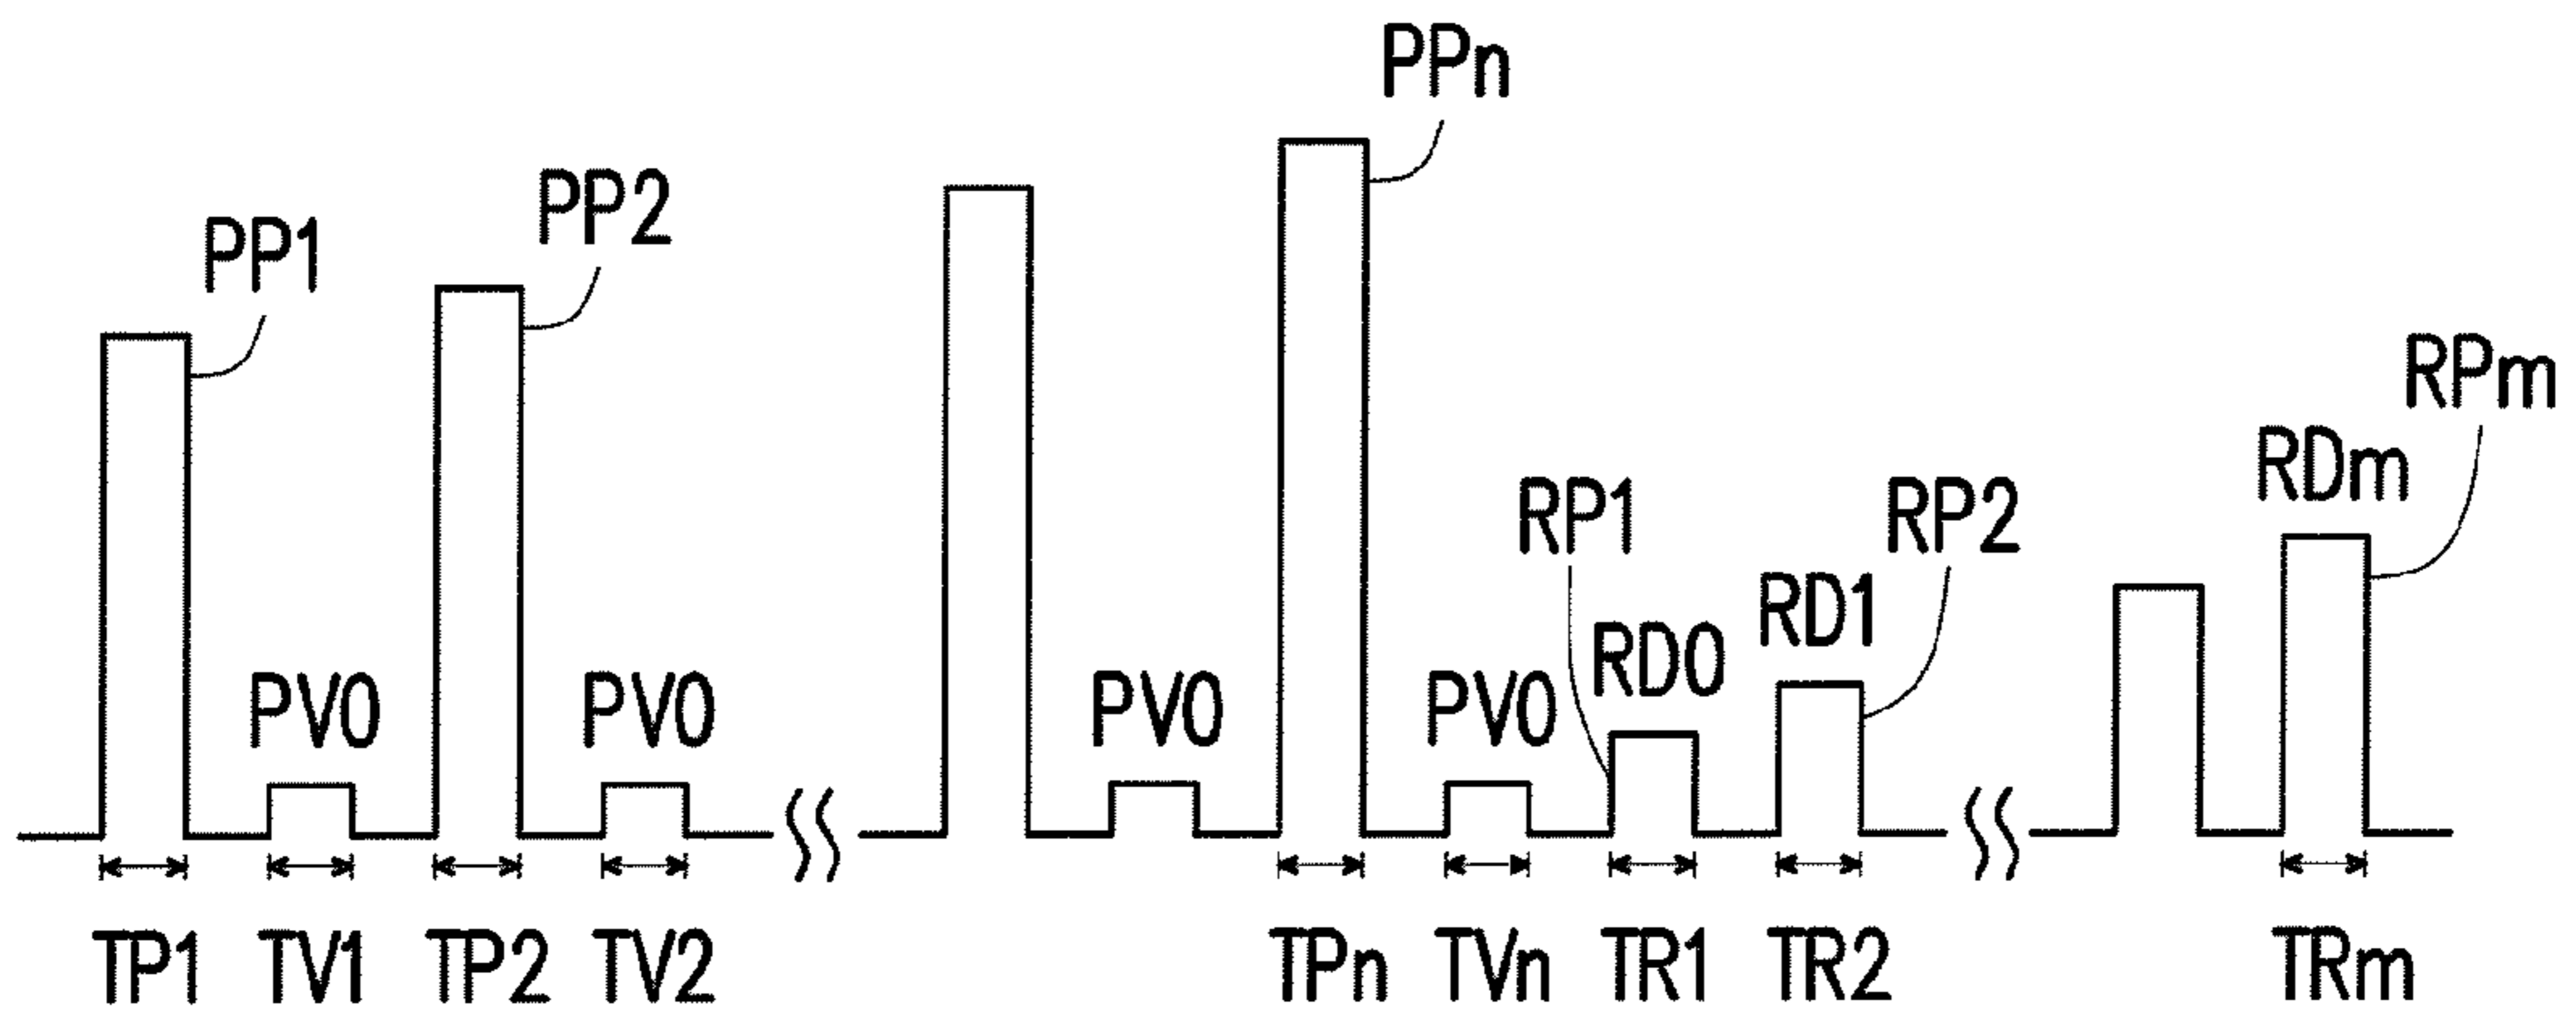 PPn
PP2
PP1
RPm
RDm
RP1
RP2
RD1
RD0
PV0
PV0
PV0
PV0
TP1
TV1
TP2
TV2
TPn
TVn
TR1
TR2
TRm